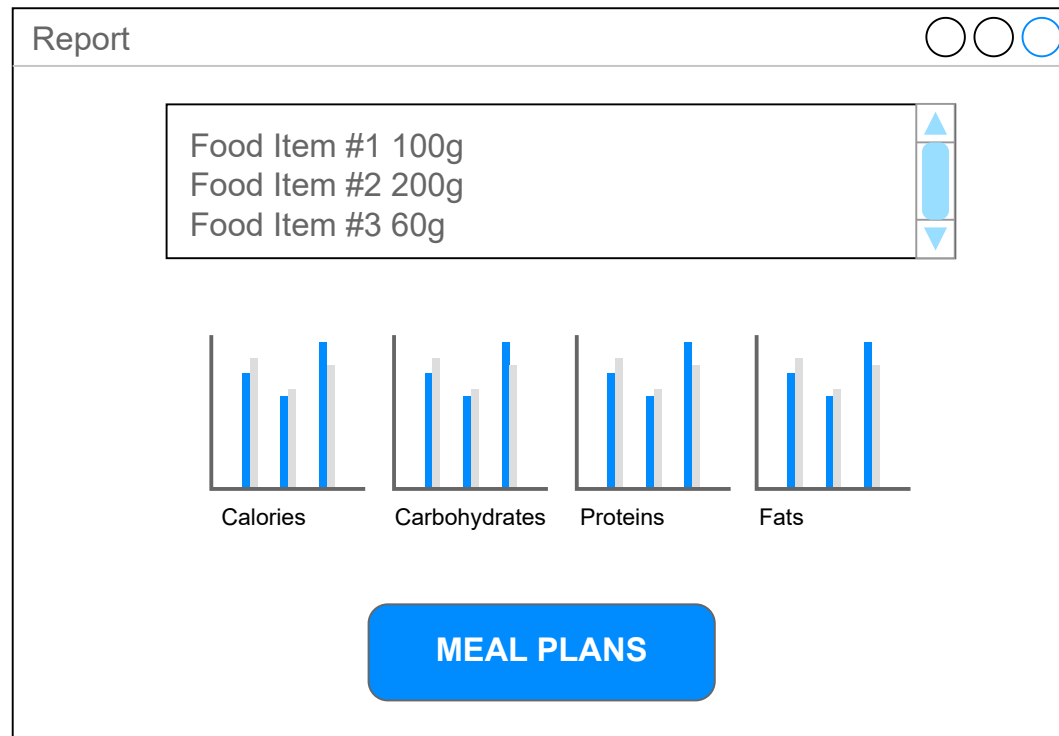 Report
Food Item #1 100g
Food Item #2 200g
Food Item #3 60g
Calories
Carbohydrates
Proteins
Fats
MEAL PLANS